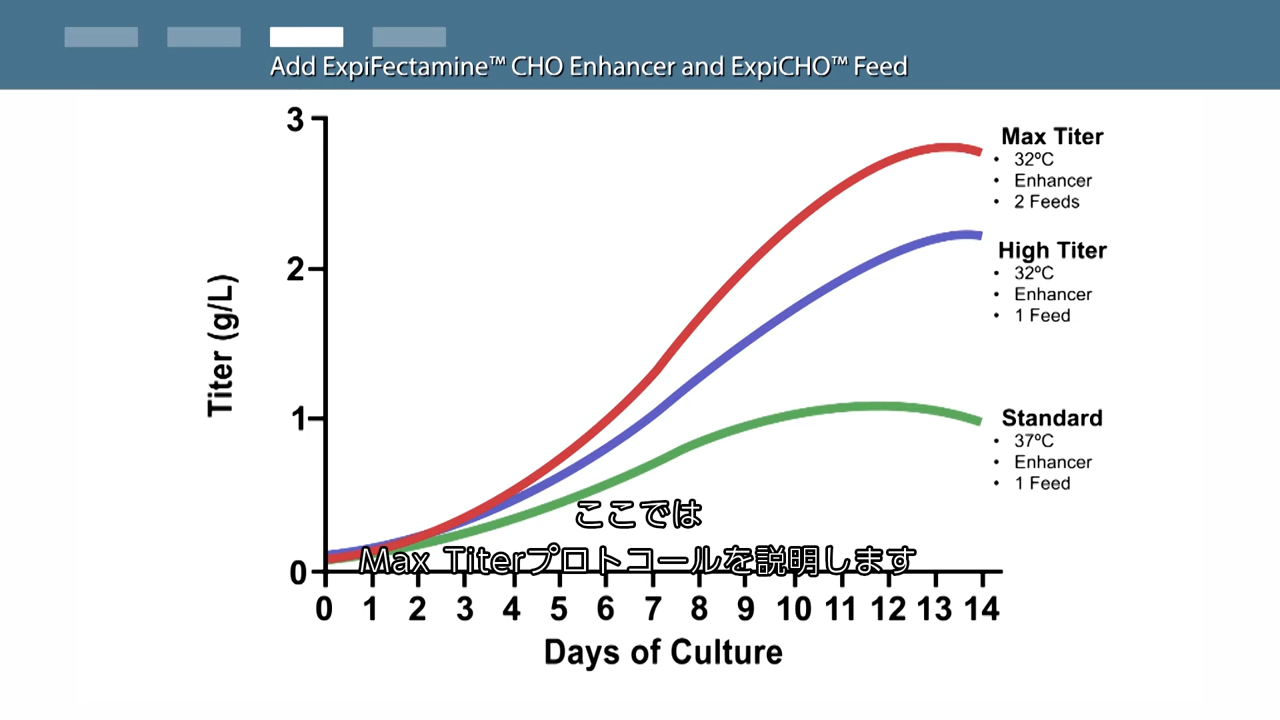 Add ExpiFectamine™ CHO Enhancer and ExpiCHO™ Feed
3
2
1
0
Titer (g/L)
Max Titer
• 32ºC
• Enhancer
• 2 Feeds
High Titer
• 32ºC
• Enhancer
• 1 Feed
Standard
• 37ºC
• Enhancer
• 1 Feed
ここでは
Max Titerプロトコールを説明します
0 1 2 3 4 5 6 7 8 9 10 11 12 13 14
Days of Culture